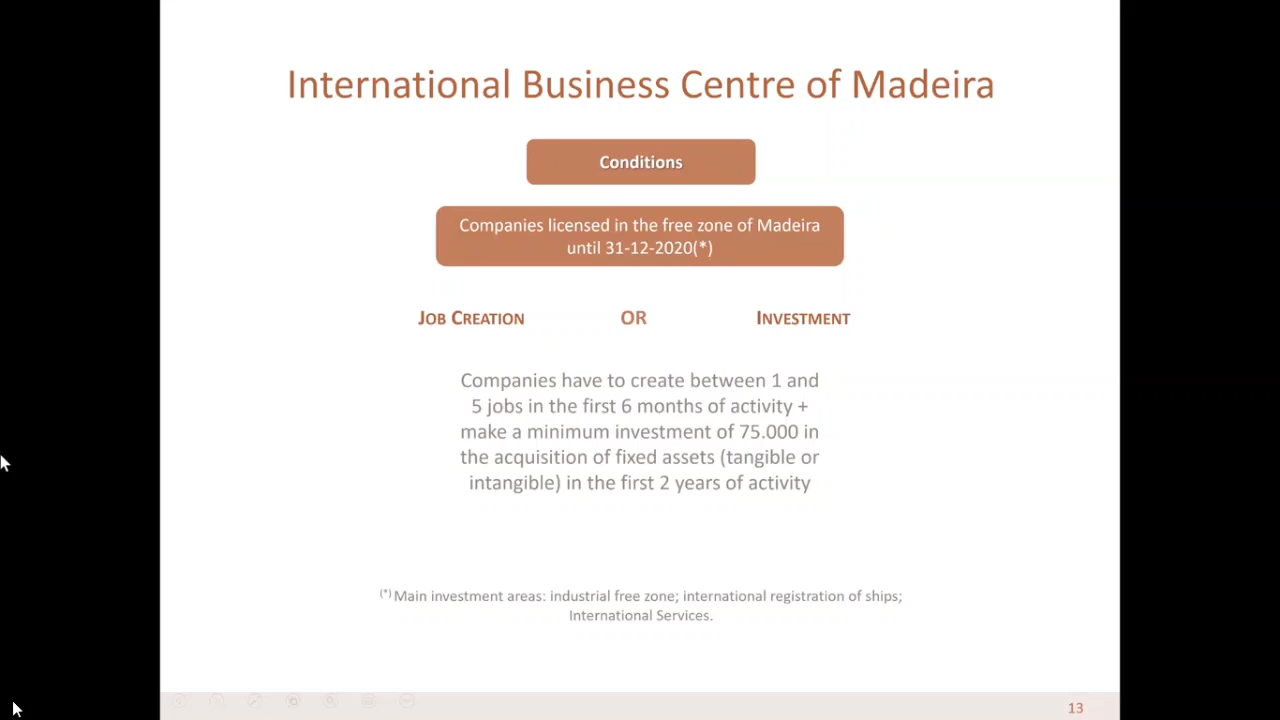 International Business Centre of Madeira
Conditions
Companies licensed in the free zone of Madeira
until 31-12-2020(*)
JOB CREATION OR INVESTMENT
Companies have to create between 1 and
5 jobs in the first 6 months of activity +
make a minimum investment of 75.000 in
the acquisition of fixed assets (tangible or
intangible) in the first 2 years of activity
(*) Main investment areas: industrial free zone; international registration of ships;
International Services.
13